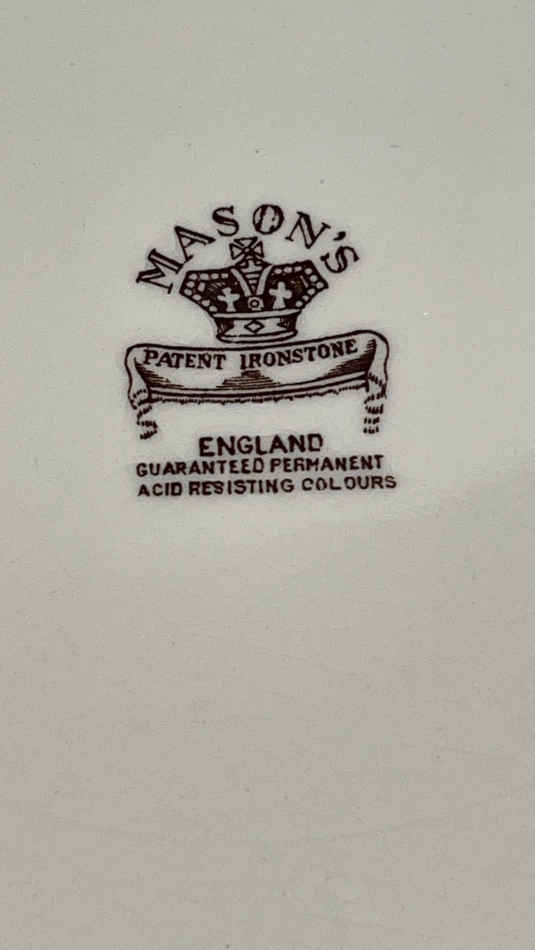 MASON'S
PATENT IRONSTONE
ENGLAND
GUARANTEED PERMANENT
ACID RESISTING COLOURS